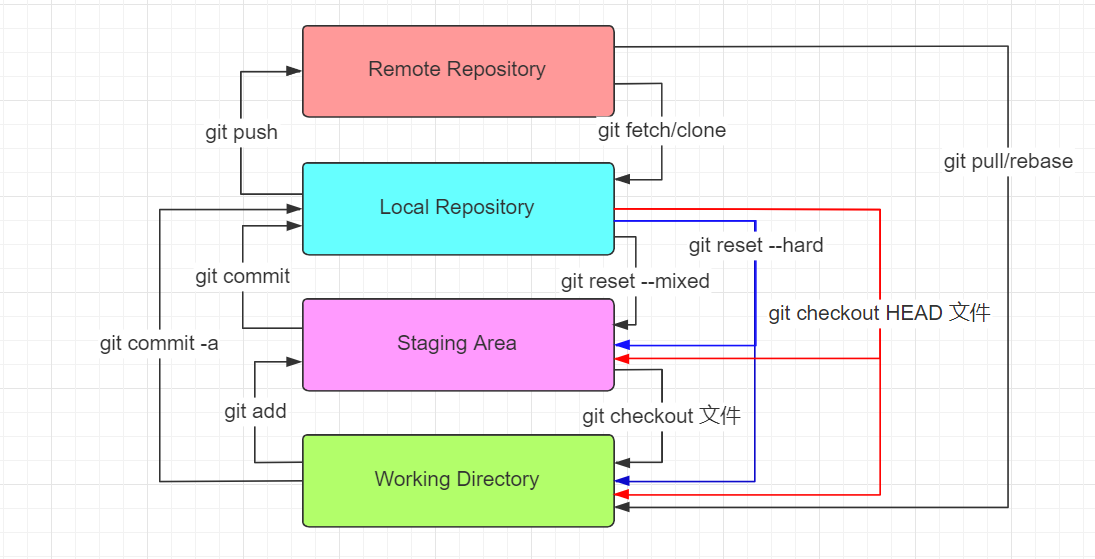 Remote Repository
git push
git fetch/clone
git pull/rebase
Local Repository
git reset --hard
git commit
git reset --mixed
git checkout HEAD 文件
git commit -a
Staging Area
git add
git checkout 文件
Working Directory